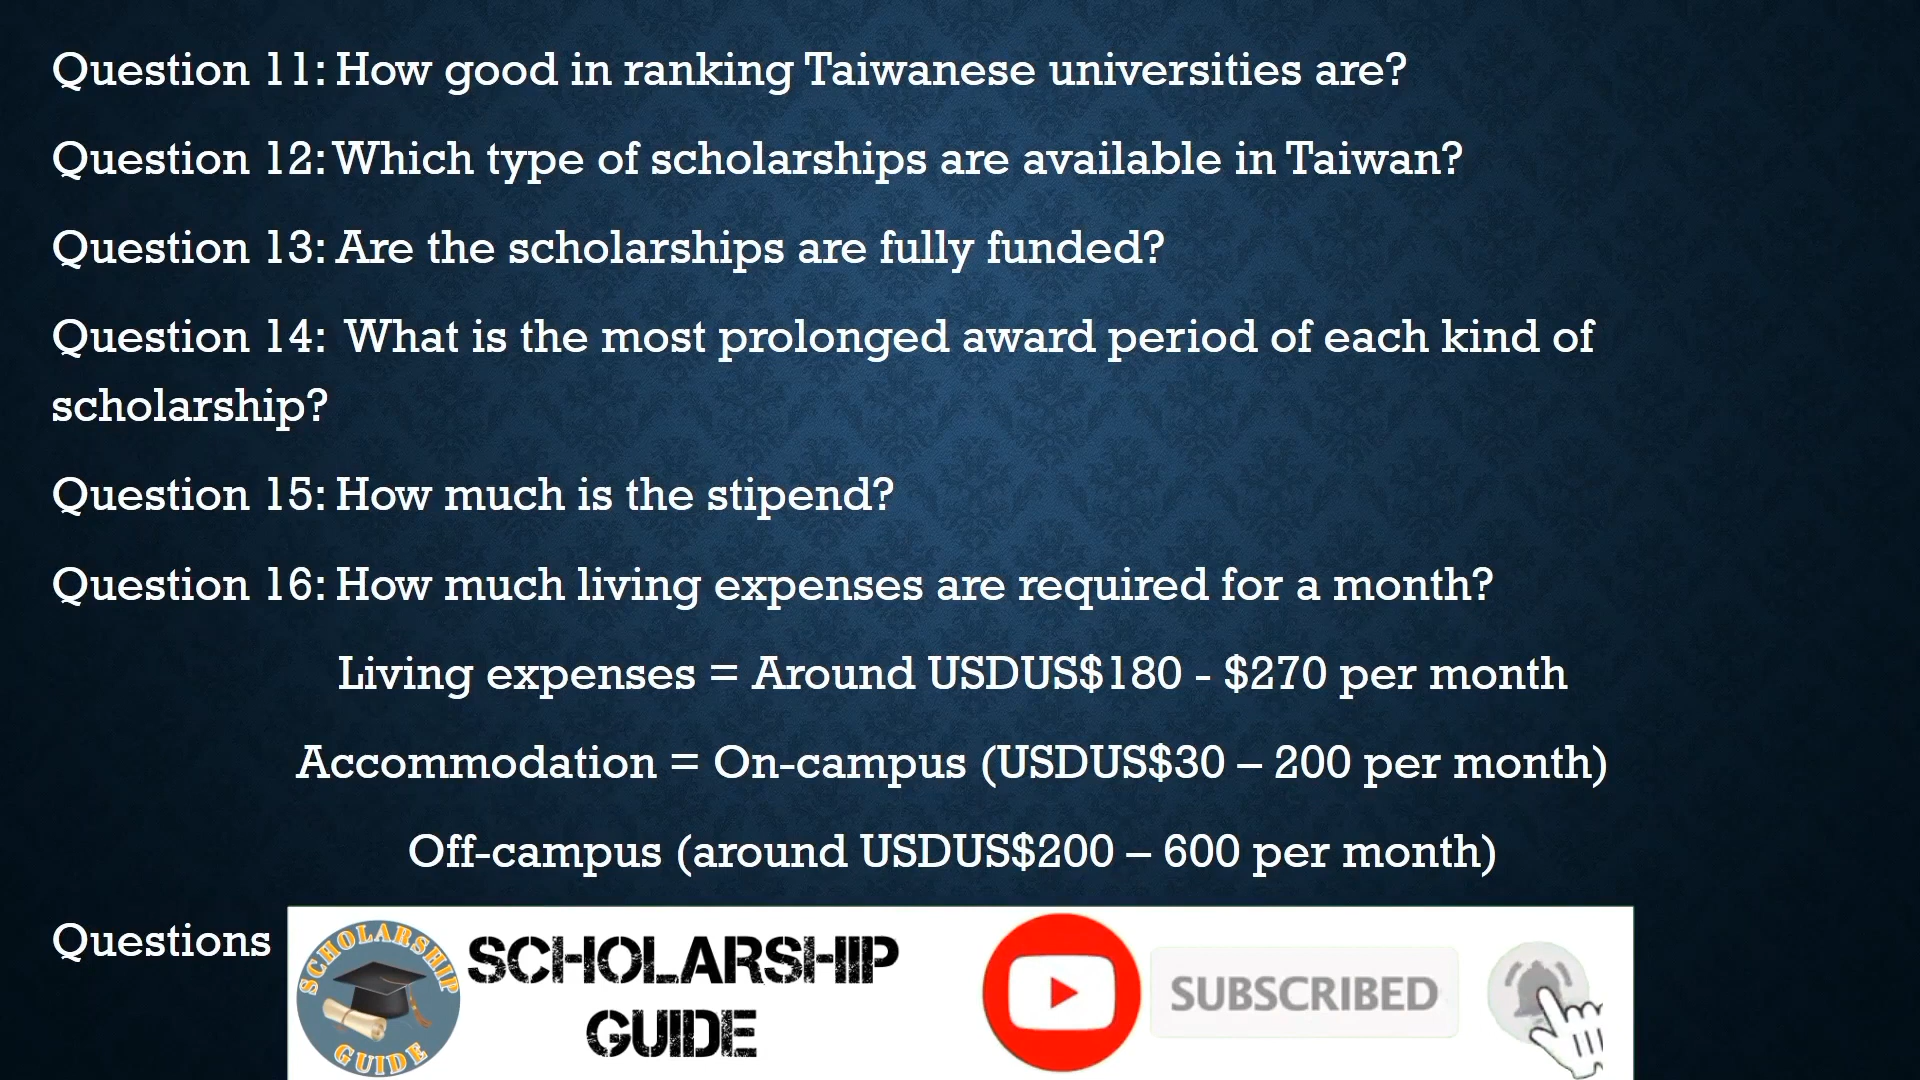 Question 11: How good in ranking Taiwanese universities are?
Question 12: Which type of scholarships are available in Taiwan?
Question 13: Are the scholarships are fully funded?
Question 14:  What is the most prolonged award period of each kind of
scholarship?
Question 15: How much is the stipend?
Question 16: How much living expenses are required for a month?
Living expenses = Around USDUS$180 - $270 per month
Accommodation = On-campus (USDUS$30 – 200 per month)
Off-campus (around USDUS$200 – 600 per month)
Questions
SCHOLARSHIP
GUIDE
SCHOLARSHIP
GUIDE
SUBSCRIBED